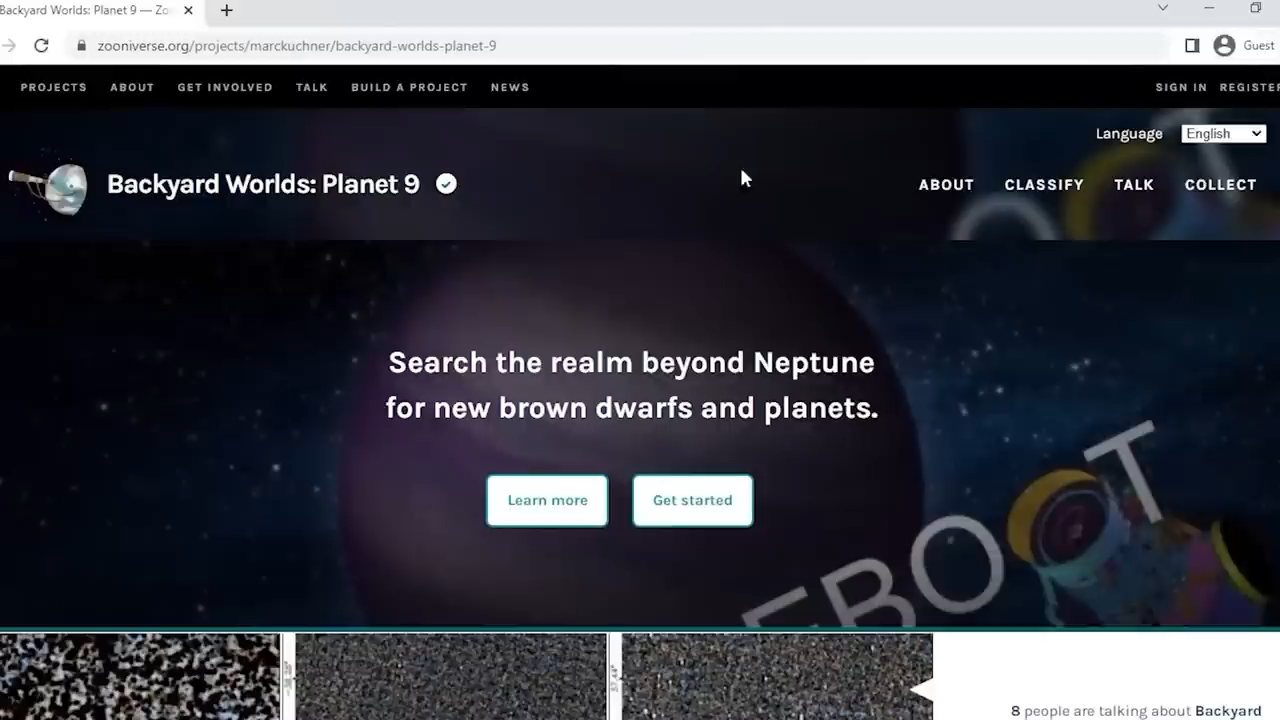 Backyard Worlds: Planet 9 — Zo
zooniverse.org/projects/marckuchner/backyard-worlds-planet-9
Guest
PROJECTS ABOUT GET INVOLVED TALK BUILD A PROJECT NEWS
SIGN IN REGISTER
Language English
Backyard Worlds: Planet 9
ABOUT CLASSIFY TALK COLLECT
Search the realm beyond Neptune
for new brown dwarfs and planets.
Learn more Get started
EBOT
8 people are talking about Backyard